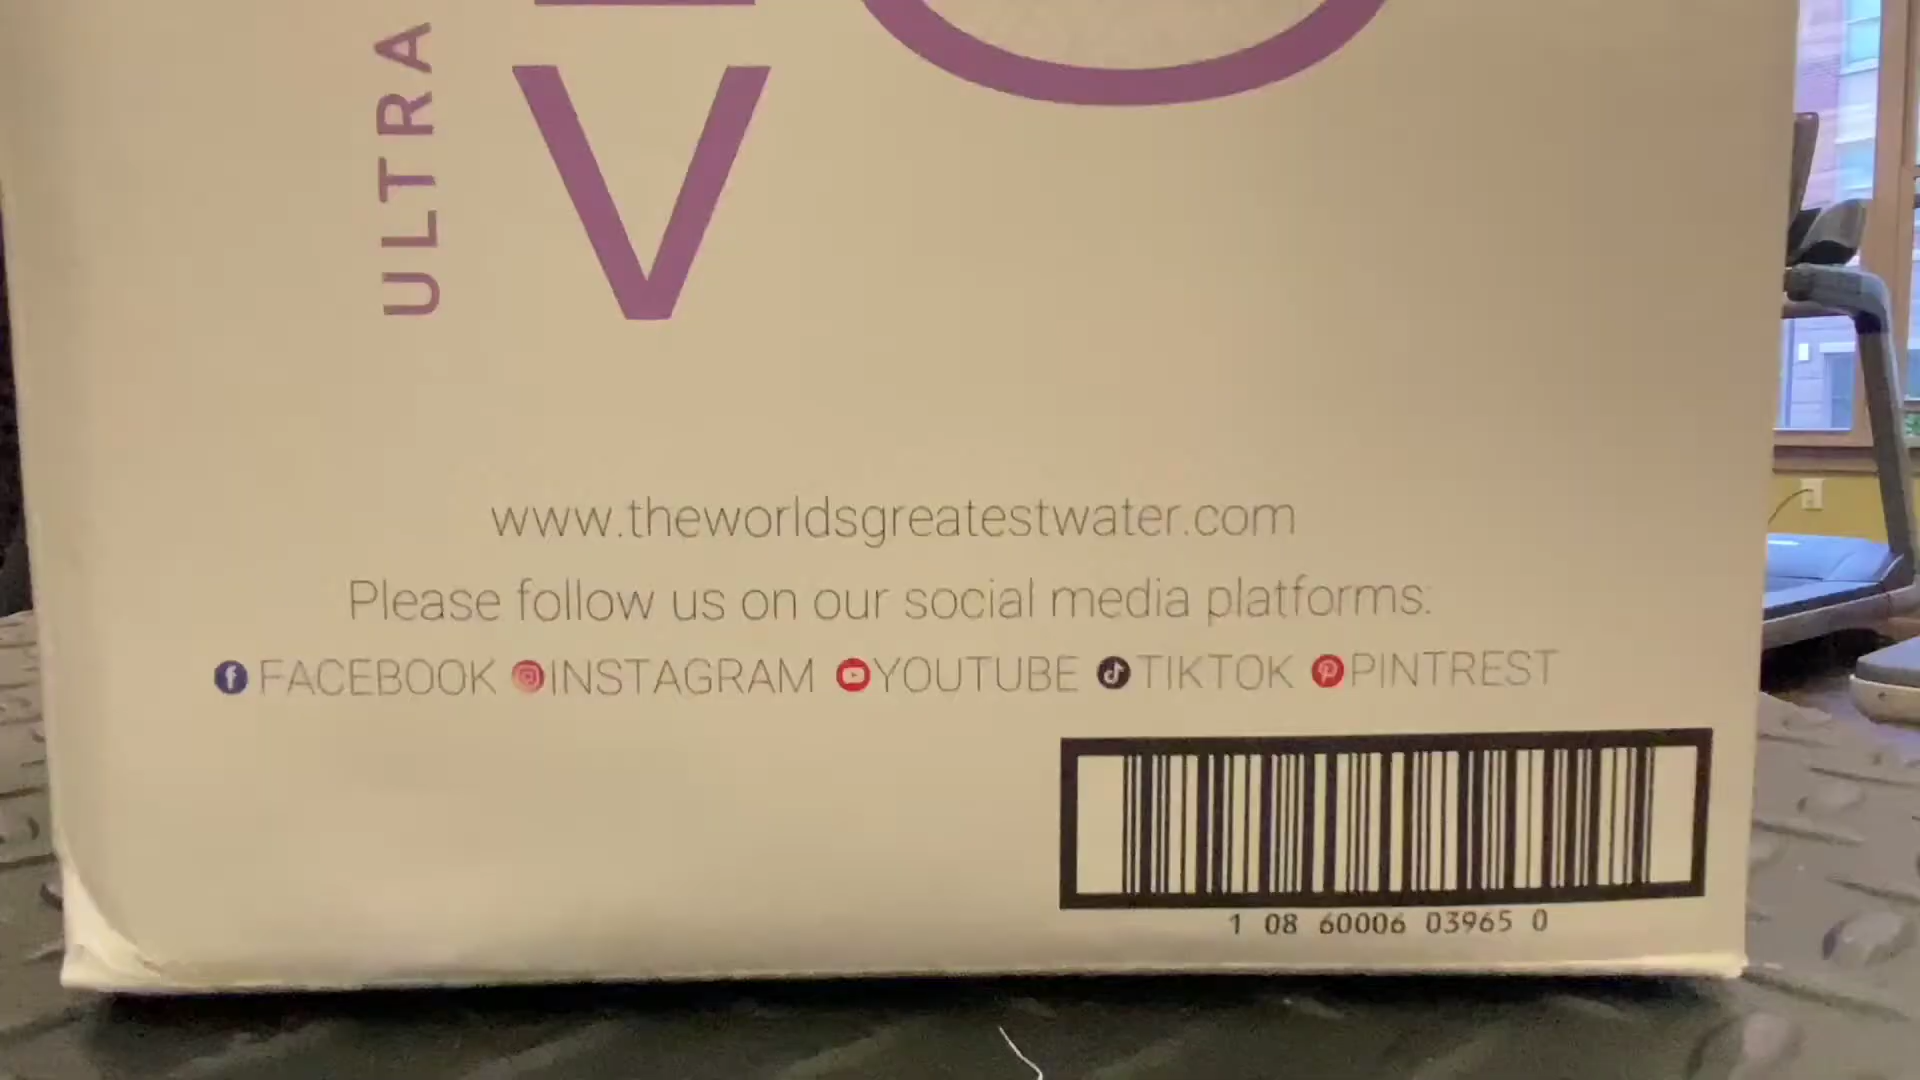 ULTRA
V
www.theworldsgreatestwater.com
Please follow us on our social media platforms:
FACEBOOK INSTAGRAM YOUTUBE TIKTOK PINTREST
1 08 60006 03965 0